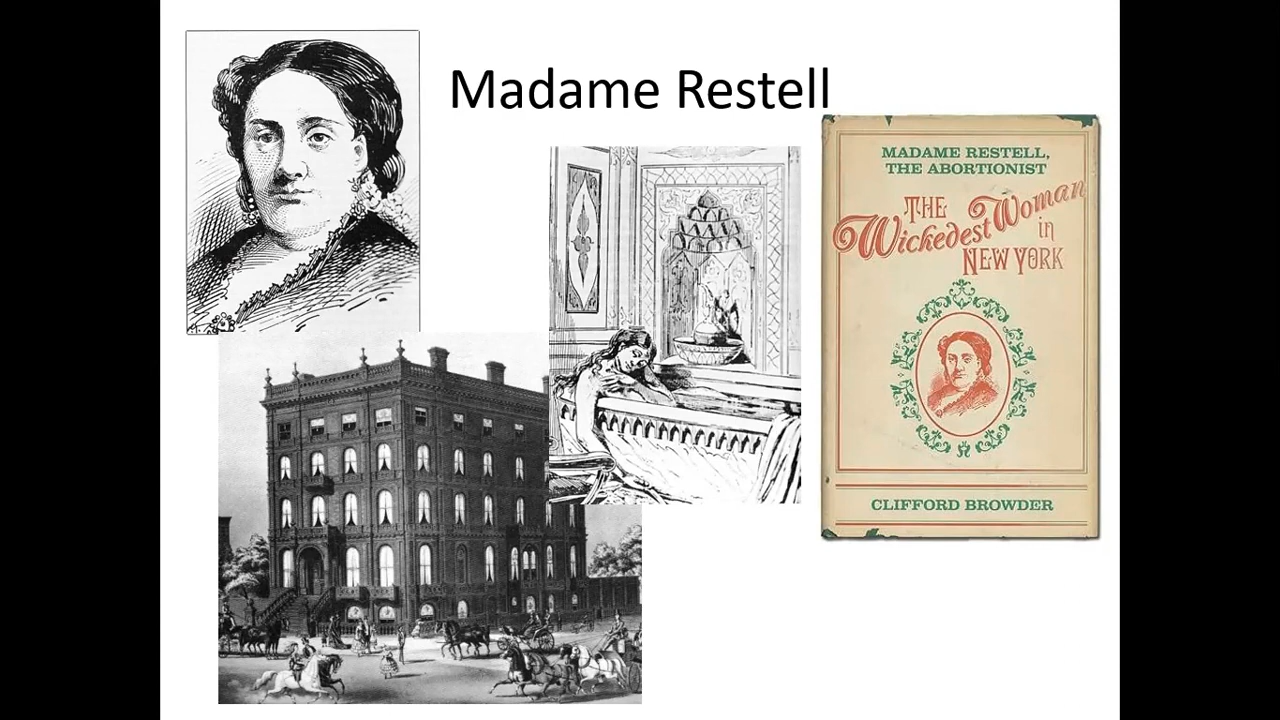 Madame Restell
MADAME RESTELL,
THE ABORTIONIST
THE
Wickedest Woman
in
NEW YORK
CLIFFORD BROWDER